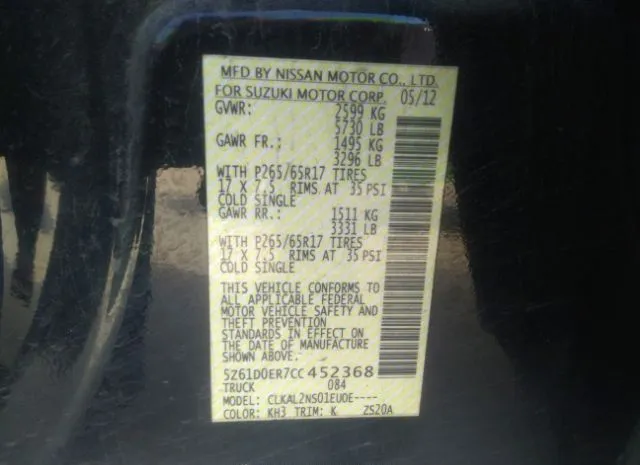 MFD BY NISSAN MOTOR CO., LTD.
FOR SUZUKI MOTOR CORP. 05/12
GVWR: 2599 KG
5730 LB
GAWR FR.: 1495 KG
3296 LB
WITH P265/65R17 TIRES
17 X 7.5 RIMS AT 35 PSI
COLD SINGLE
GAWR RR.: 1511 KG
3331 LB
WITH P265/65R17 TIRES
17 X 7.5 RIMS AT 35 PSI
COLD SINGLE
THIS VEHICLE CONFORMS TO
ALL APPLICABLE FEDERAL
MOTOR VEHICLE SAFETY AND
THEFT PREVENTION
STANDARDS IN EFFECT ON
THE DATE OF MANUFACTURE
SHOWN ABOVE.
5Z61D0ER7CC452368
TRUCK 084
MODEL: CLKAL2NS01EUDE----
COLOR: KH3 TRIM: K ZS20A